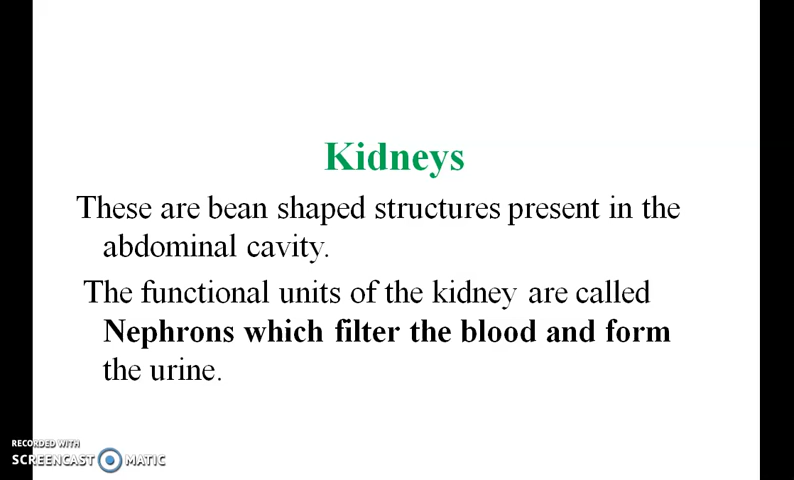 Kidneys
These are bean shaped structures present in the
abdominal cavity.
The functional units of the kidney are called
Nephrons which filter the blood and form
the urine.
RECORDED WITH
SCREENCAST MATIC